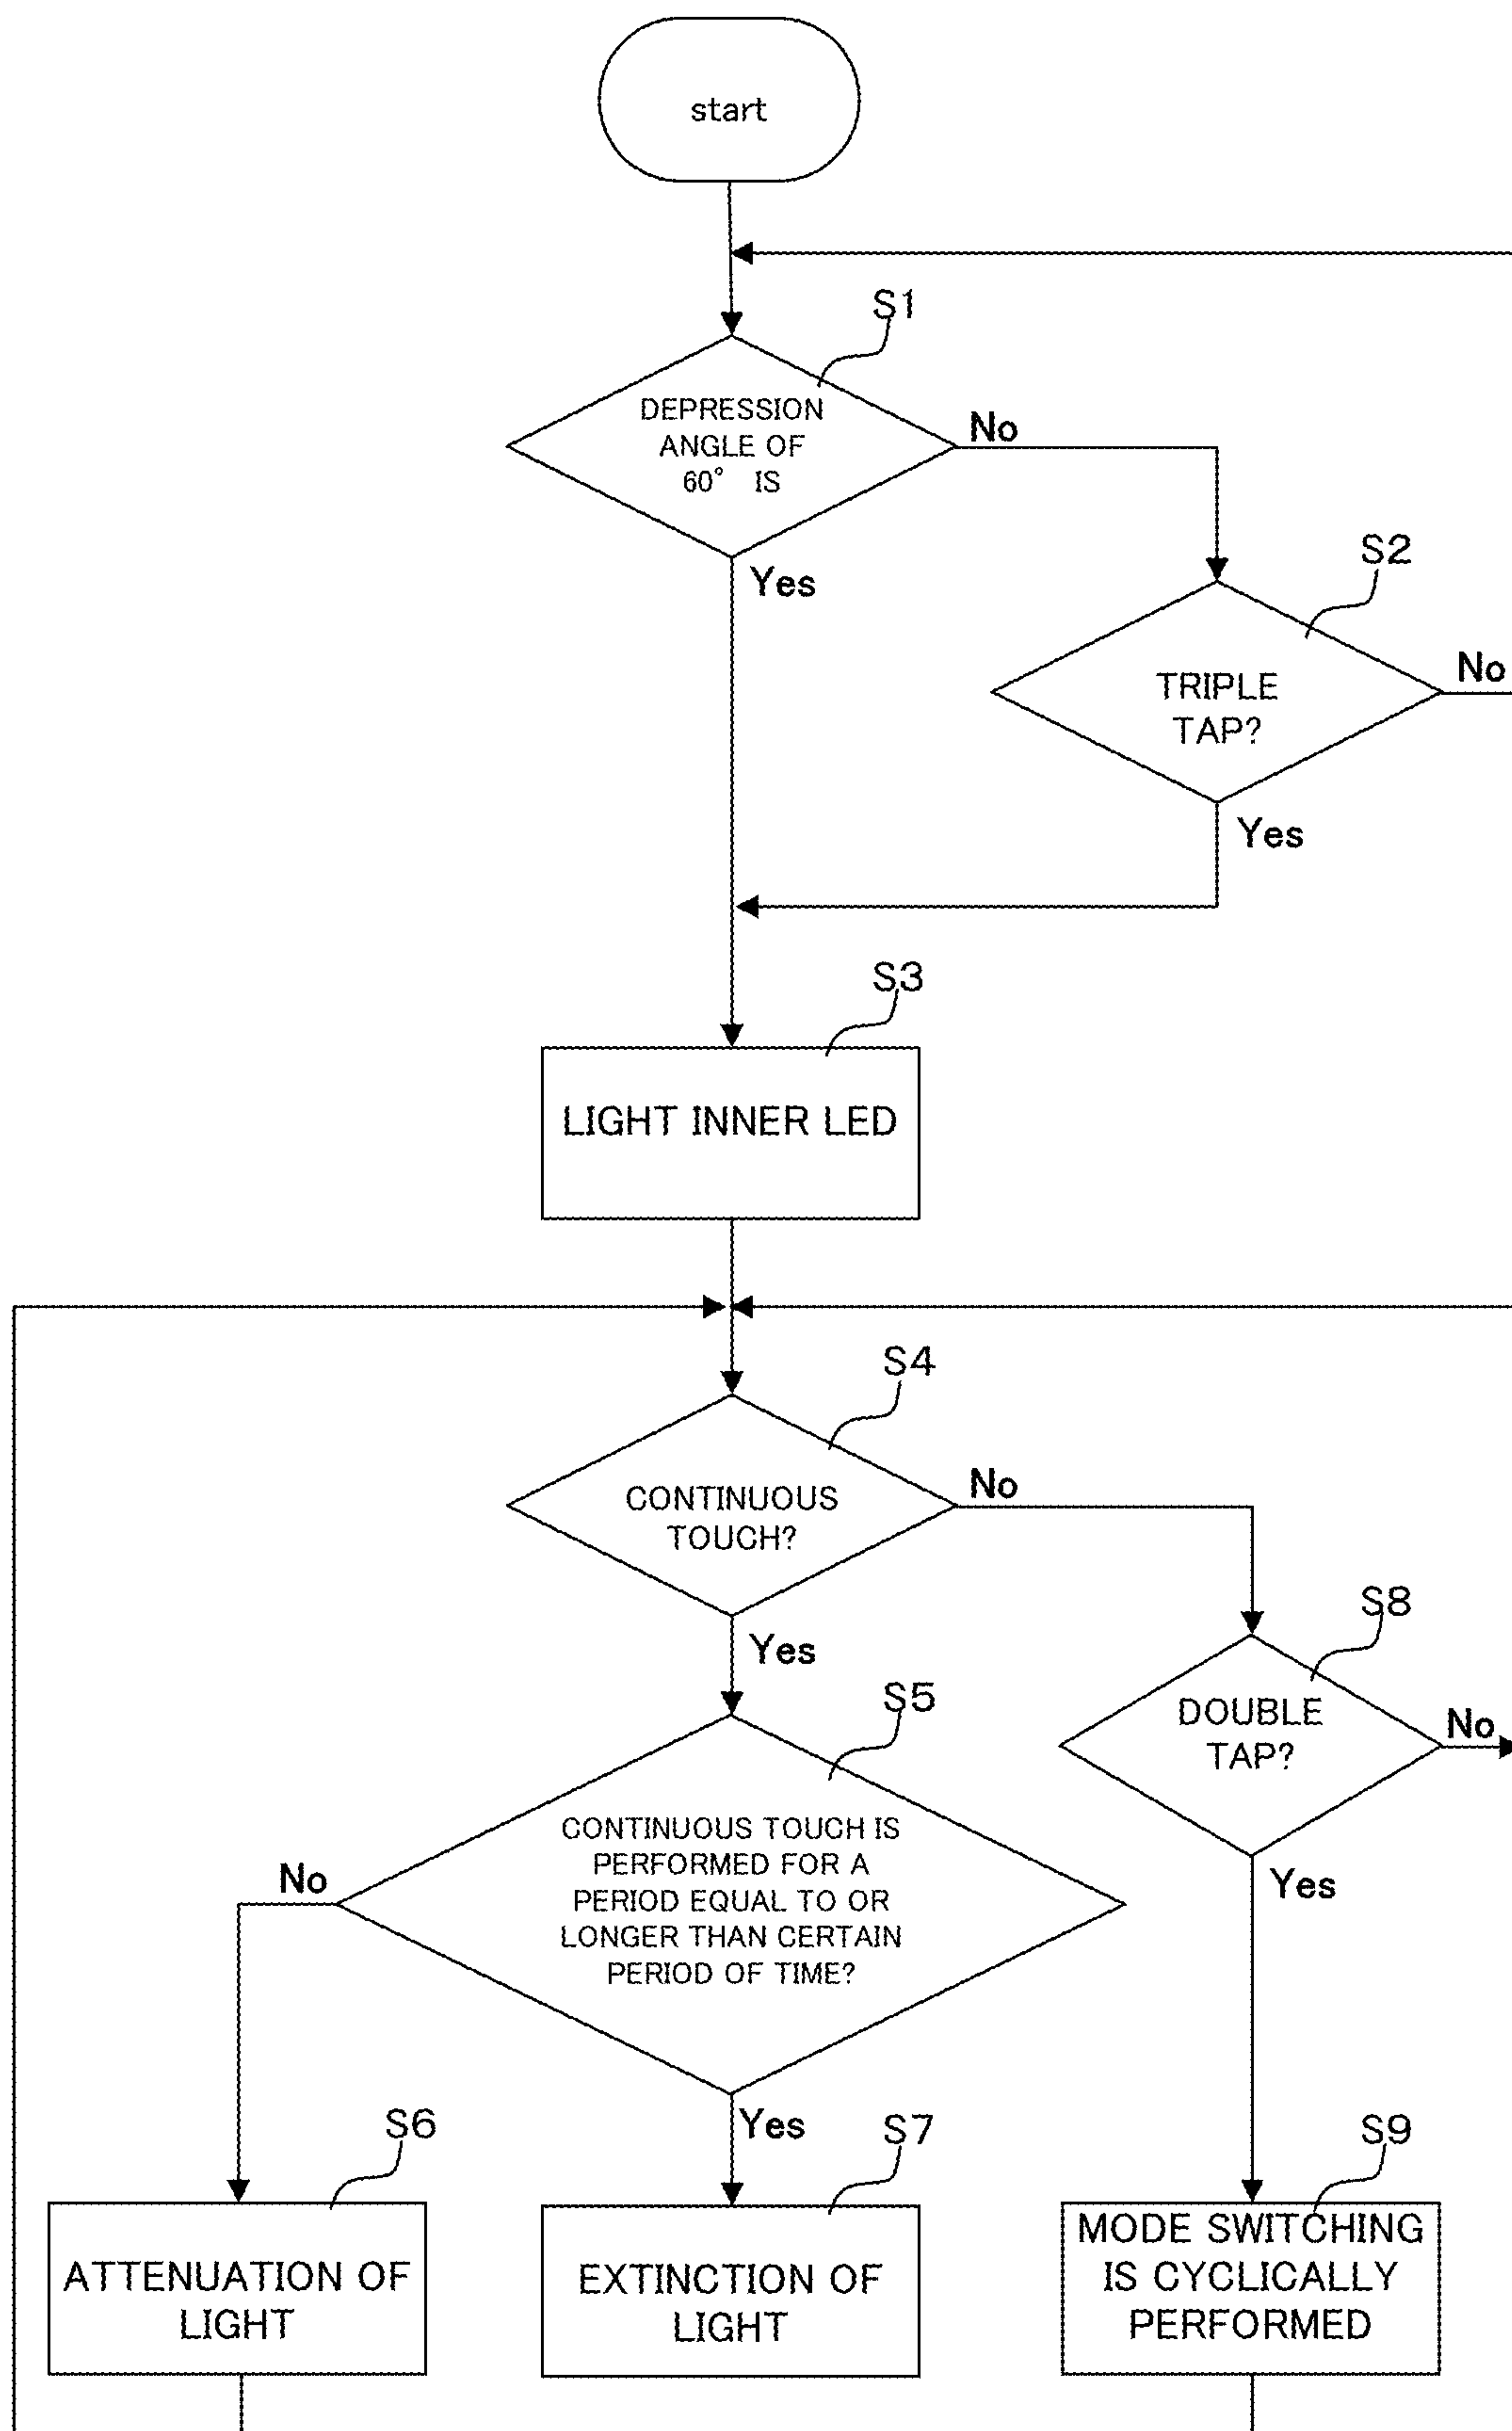 start
S1
DEPRESSION
ANGLE OF
60° IS
No
Yes
S2
TRIPLE
TAP?
No
Yes
S3
LIGHT INNER LED
S4
CONTINUOUS
TOUCH?
No
Yes
S8
DOUBLE
TAP?
No
Yes
S5
CONTINUOUS TOUCH IS
PERFORMED FOR A
PERIOD EQUAL TO OR
LONGER THAN CERTAIN
PERIOD OF TIME?
No
Yes
S6
ATTENUATION OF
LIGHT
S7
EXTINCTION OF
LIGHT
S9
MODE SWITCHING
IS CYCLICALLY
PERFORMED